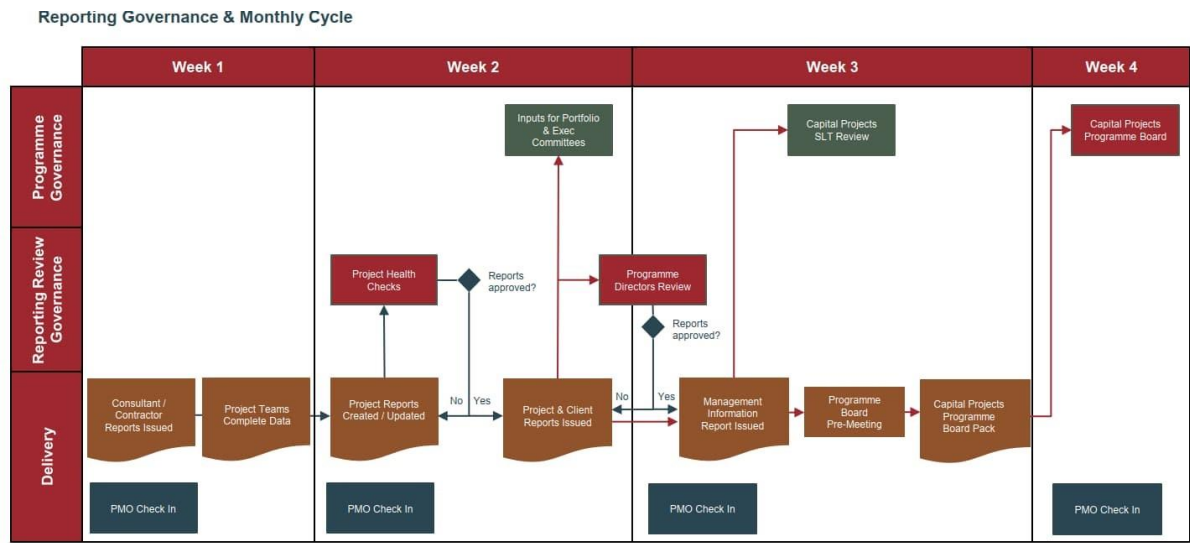 Reporting Governance & Monthly Cycle
Week 1
Week 2
Week 3
Week 4
Programme
Governance
Inputs for Portfolio
& Exec
Committees
Capital Projects
SLT Review
Capital Projects
Programme Board
Reporting Review
Governance
Project Health
Checks
Reports
approved?
Programme
Directors Review
Reports
approved?
Delivery
Consultant /
Contractor
Reports Issued
Project Teams
Complete Data
Project Reports
Created / Updated
No
Yes
Project & Client
Reports Issued
No
Yes
Management
Information
Report Issued
Programme
Board
Pre-Meeting
Capital Projects
Programme
Board Pack
PMO Check In
PMO Check In
PMO Check In
PMO Check In